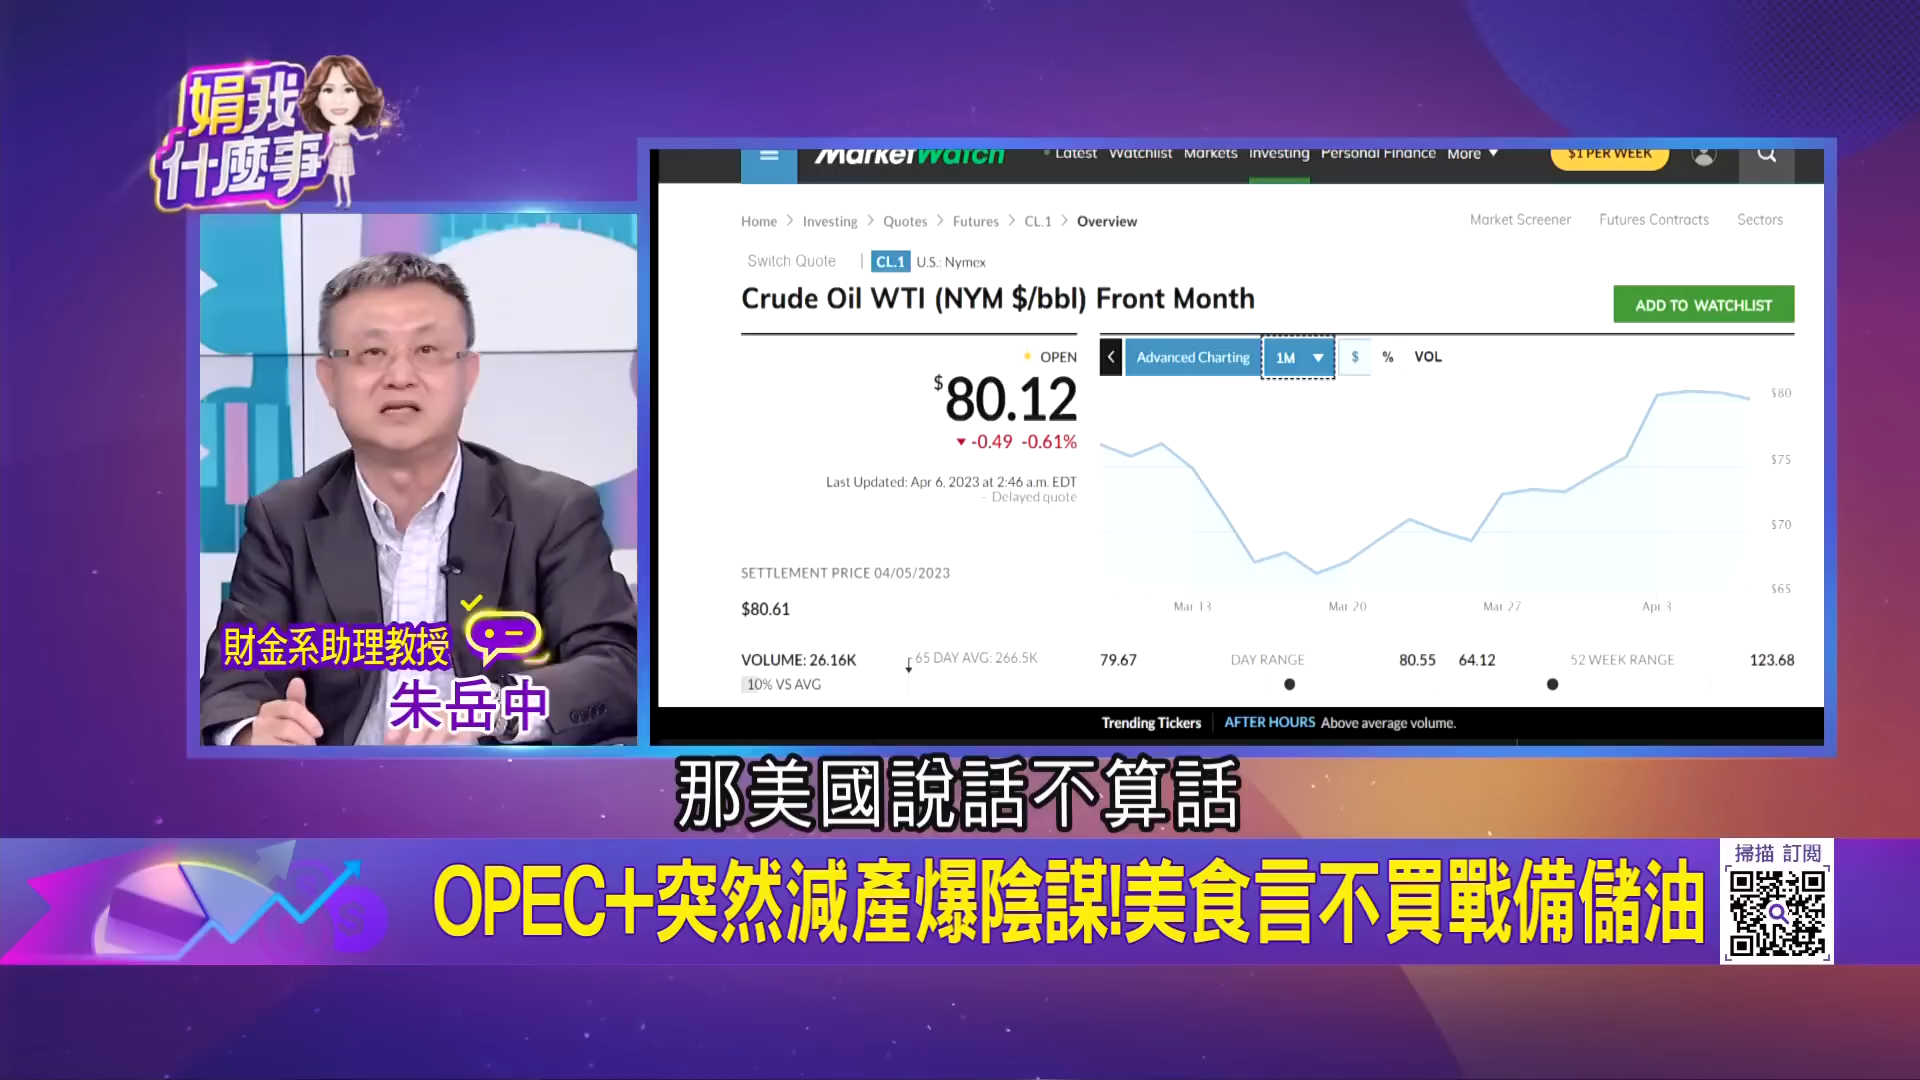 娟我
什麼事
MarketWatch
Latest Watchlist Markets Investing Personal Finance More
$1 PER WEEK
Home > Investing > Quotes > Futures > CL.1 > Overview
Market Screener Futures Contracts Sectors
Switch Quote | CL.1 U.S.: Nymex
Crude Oil WTI (NYM $/bbl) Front Month
ADD TO WATCHLIST
OPEN
$80.12
-0.49 -0.61%
Last Updated: Apr 6, 2023 at 2:46 a.m. EDT
- Delayed quote
Advanced Charting 1M $ % VOL
$80
$75
$70
$65
Mar 13 Mar 20 Mar 27 Apr 3
SETTLEMENT PRICE 04/05/2023
$80.61
VOLUME: 26.16K 65 DAY AVG: 266.5K
10% VS AVG
79.67 DAY RANGE 80.55
64.12 52 WEEK RANGE 123.68
Trending Tickers AFTER HOURS Above average volume.
財金系助理教授
朱岳中
那美國說話不算話
OPEC+突然減產爆陰謀!美食言不買戰備儲油
掃描 訂閱